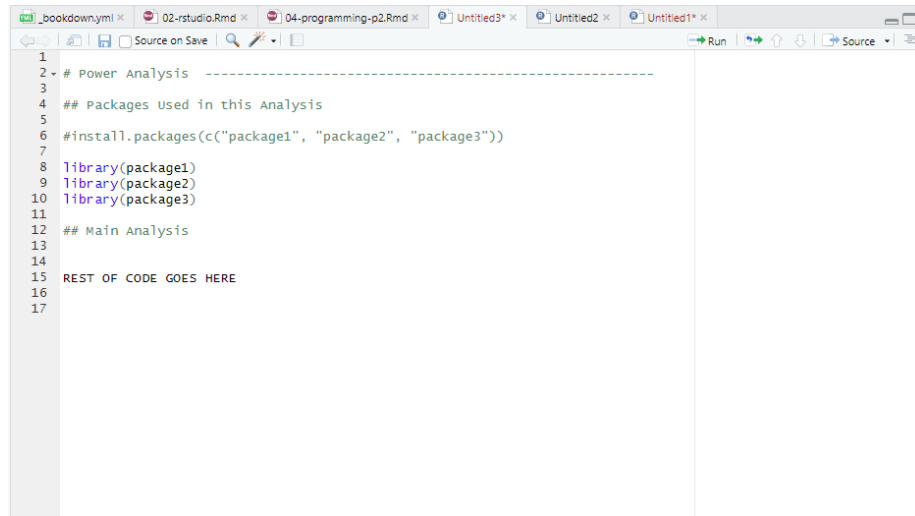 _bookdown.yml × 02-rstudio.Rmd × 04-programming-p2.Rmd × Untitled3* × Untitled2 × Untitled1* ×
Source on Save Run Source
1
2 # Power Analysis ---------------------------------------------------------
3
4 ## Packages Used in this Analysis
5
6 #install.packages(c("package1", "package2", "package3"))
7
8 library(package1)
9 library(package2)
10 library(package3)
11
12 ## Main Analysis
13
14
15 REST OF CODE GOES HERE
16
17